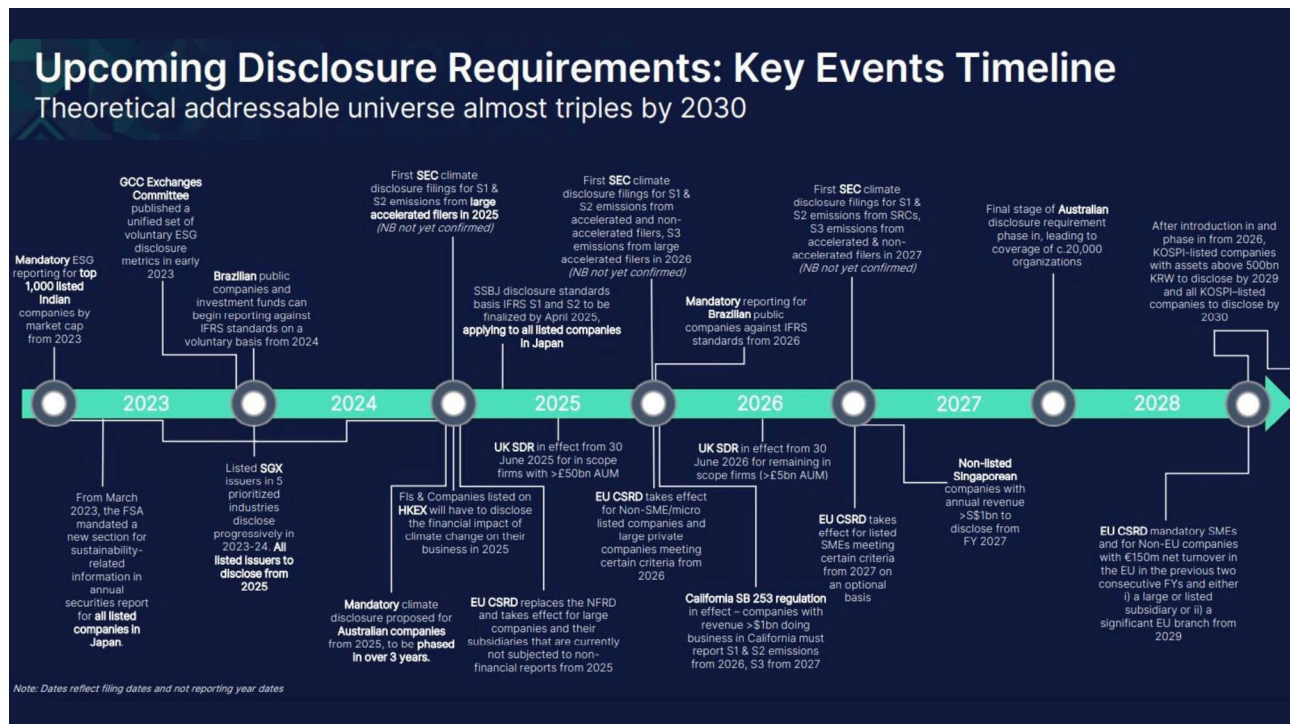 Upcoming Disclosure Requirements: Key Events Timeline
Theoretical addressable universe almost triples by 2030
Mandatory ESG
reporting for top
1,000 listed
Indian
companies by
market cap
from 2023
GCC Exchanges
Committee
published a
unified set of
voluntary ESG
disclosure
metrics in early
2023
Brazilian public
companies and
investment funds can
begin reporting against
IFRS standards on a
voluntary basis from 2024
First SEC climate
disclosure filings for S1 &
S2 emissions from large
accelerated filers in 2025
(NB not yet confirmed)
SSBJ disclosure standards
basis IFRS S1 and S2 to be
finalized by April 2025,
applying to all listed companies
in Japan
First SEC climate
disclosure filings for S1 &
S2 emissions from
accelerated and non-
accelerated filers, S3
emissions from large
accelerated filers in 2026
(NB not yet confirmed)
Mandatory reporting for
Brazilian public
companies against IFRS
standards from 2026
First SEC climate
disclosure filings for S1 &
S2 emissions from SRCs,
S3 emissions from
accelerated & non-
accelerated filers in 2027
(NB not yet confirmed)
Final stage of Australian
disclosure requirement
phase in, leading to
coverage of c.20,000
organizations
After introduction in and
phase in from 2026,
KOSPI-listed companies
with assets above 500bn
KRW to disclose by 2029
and all KOSPI-listed
companies to disclose by
2030
2023
2024
2025
2026
2027
2028
From March
2023, the FSA
mandated a
new section for
sustainability-
related
information in
annual
securities report
for all listed
companies in
Japan.
Listed SGX
issuers in 5
prioritized
industries
disclose
progressively in
2023-24. All
listed issuers to
disclose from
2025
Mandatory climate
disclosure proposed for
Australian companies
from 2025, to be phased
in over 3 years.
FIs & Companies listed on
HKEX will have to disclose
the financial impact of
climate change on their
business in 2025
EU CSRD replaces the NFRD
and takes effect for large
companies and their
subsidiaries that are currently
not subjected to non-
financial reports from 2025
UK SDR in effect from 30
June 2025 for in scope
firms with >£50bn AUM
EU CSRD takes effect
for Non-SME/micro
listed companies and
large private
companies meeting
certain criteria from
2026
UK SDR in effect from 30
June 2026 for remaining in
scope firms (>£5bn AUM)
California SB 253 regulation
in effect – companies with
revenue >$1bn doing
business in California must
report S1 & S2 emissions
from 2026, S3 from 2027
EU CSRD takes
effect for listed
SMEs meeting
certain criteria
from 2027 on
an optional
basis
Non-listed
Singaporean
companies with
annual revenue
>S$1bn to
disclose from
FY 2027
EU CSRD mandatory SMEs
and for Non-EU companies
with €150m net turnover in
the EU in the previous two
consecutive FYs and either
i) a large or listed
subsidiary or ii) a
significant EU branch from
2029
Note: Dates reflect filing dates and not reporting year dates